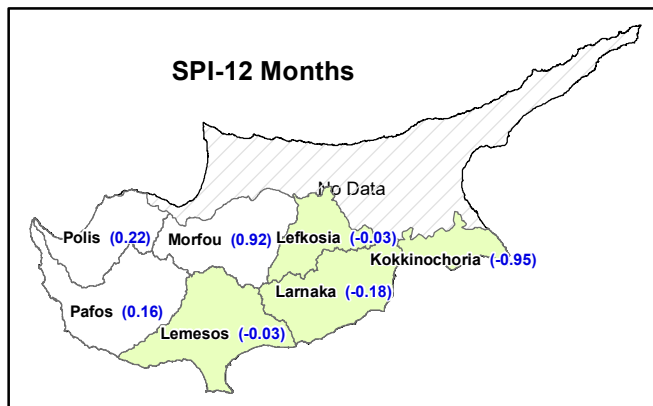 SPI-12 Months
No Data
Polis (0.22)
Morfou (0.92)
Lefkosia (-0.03)
Kokkinochoria (-0.95)
Pafos (0.16)
Larnaka (-0.18)
Lemesos (-0.03)